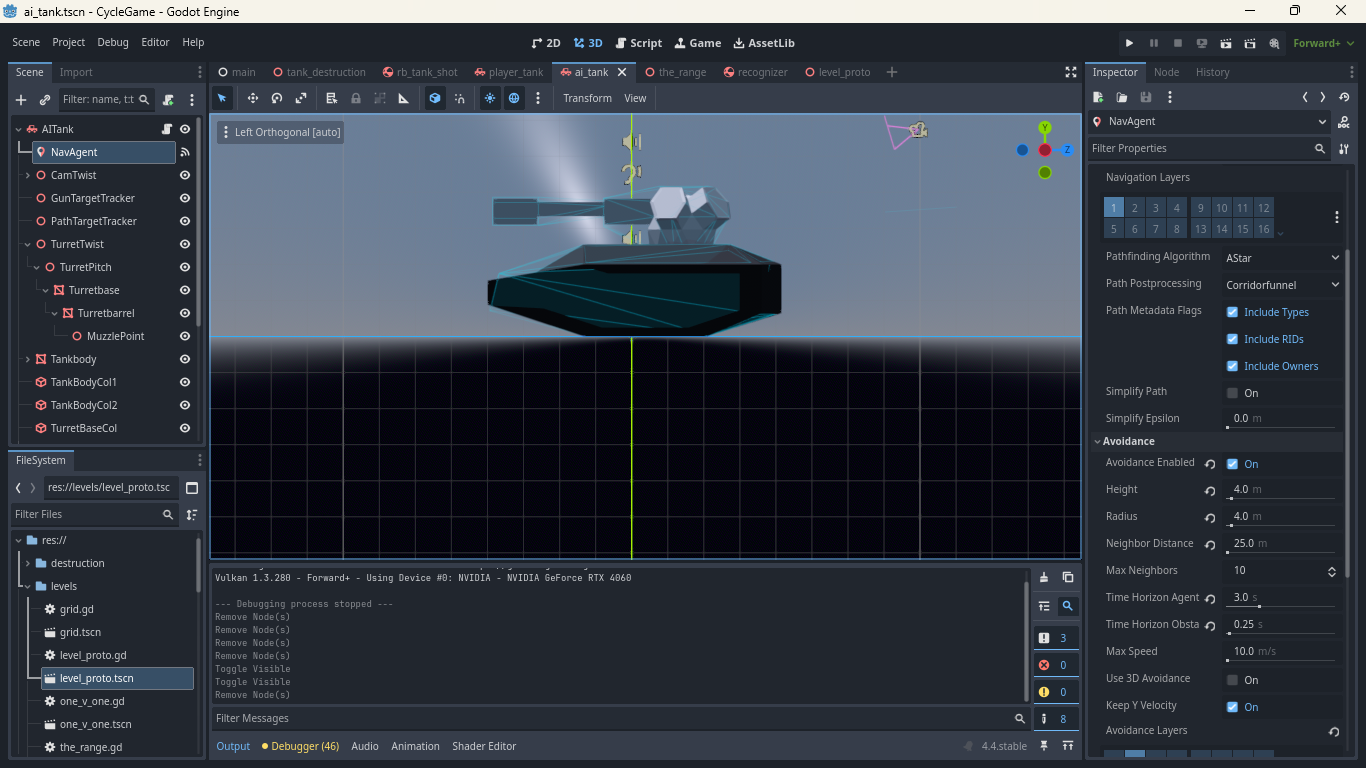 ai_tank.tscn - CycleGame - Godot Engine
Scene Project Debug Editor Help
2D 3D Script Game AssetLib
Forward+
Scene Import
Filter: name, t:t
AITank
NavAgent
CamTwist
GunTargetTracker
PathTargetTracker
TurretTwist
TurretPitch
Turretbase
Turretbarrel
MuzzlePoint
Tankbody
TankBodyCol1
TankBodyCol2
TurretBaseCol
FileSystem
res://levels/level_proto.tsc
Filter Files
res://
destruction
levels
grid.gd
grid.tscn
level_proto.gd
level_proto.tscn
one_v_one.gd
one_v_one.tscn
the_range.gd
main tank_destruction rb_tank_shot player_tank ai_tank the_range recognizer level_proto
Transform View
Left Orthogonal [auto]
Y
Z
Vulkan 1.3.280 - Forward+ - Using Device #0: NVIDIA - NVIDIA GeForce RTX 4060
--- Debugging process stopped ---
Remove Node(s)
Remove Node(s)
Remove Node(s)
Remove Node(s)
Toggle Visible
Toggle Visible
Remove Node(s)
3
0
0
8
Filter Messages
Output Debugger (46) Audio Animation Shader Editor
4.4.stable
Inspector Node History
NavAgent
Filter Properties
Navigation Layers
1 2 3 4 9 10 11 12
5 6 7 8 13 14 15 16
Pathfinding Algorithm AStar
Path Postprocessing Corridorfunnel
Path Metadata Flags Include Types
Include RIDs
Include Owners
Simplify Path On
Simplify Epsilon 0.0 m
Avoidance
Avoidance Enabled On
Height 4.0 m
Radius 4.0 m
Neighbor Distance 25.0 m
Max Neighbors 10
Time Horizon Agent 3.0 s
Time Horizon Obsta 0.25 s
Max Speed 10.0 m/s
Use 3D Avoidance On
Keep Y Velocity On
Avoidance Layers